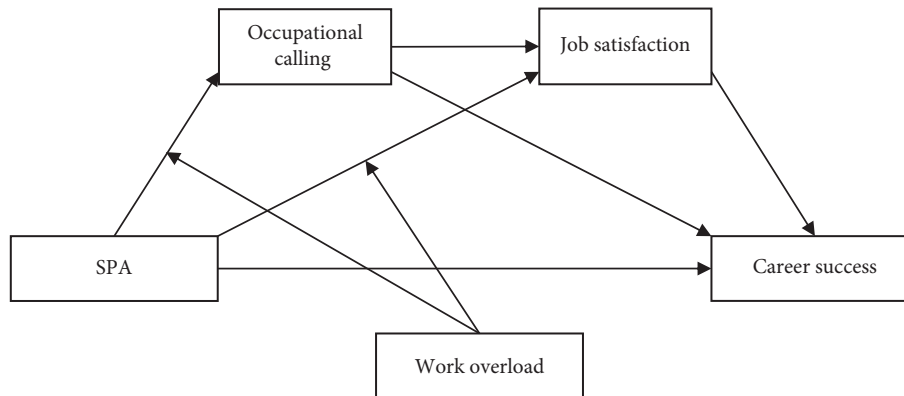 Occupational
calling
Job satisfaction
SPA
Career success
Work overload